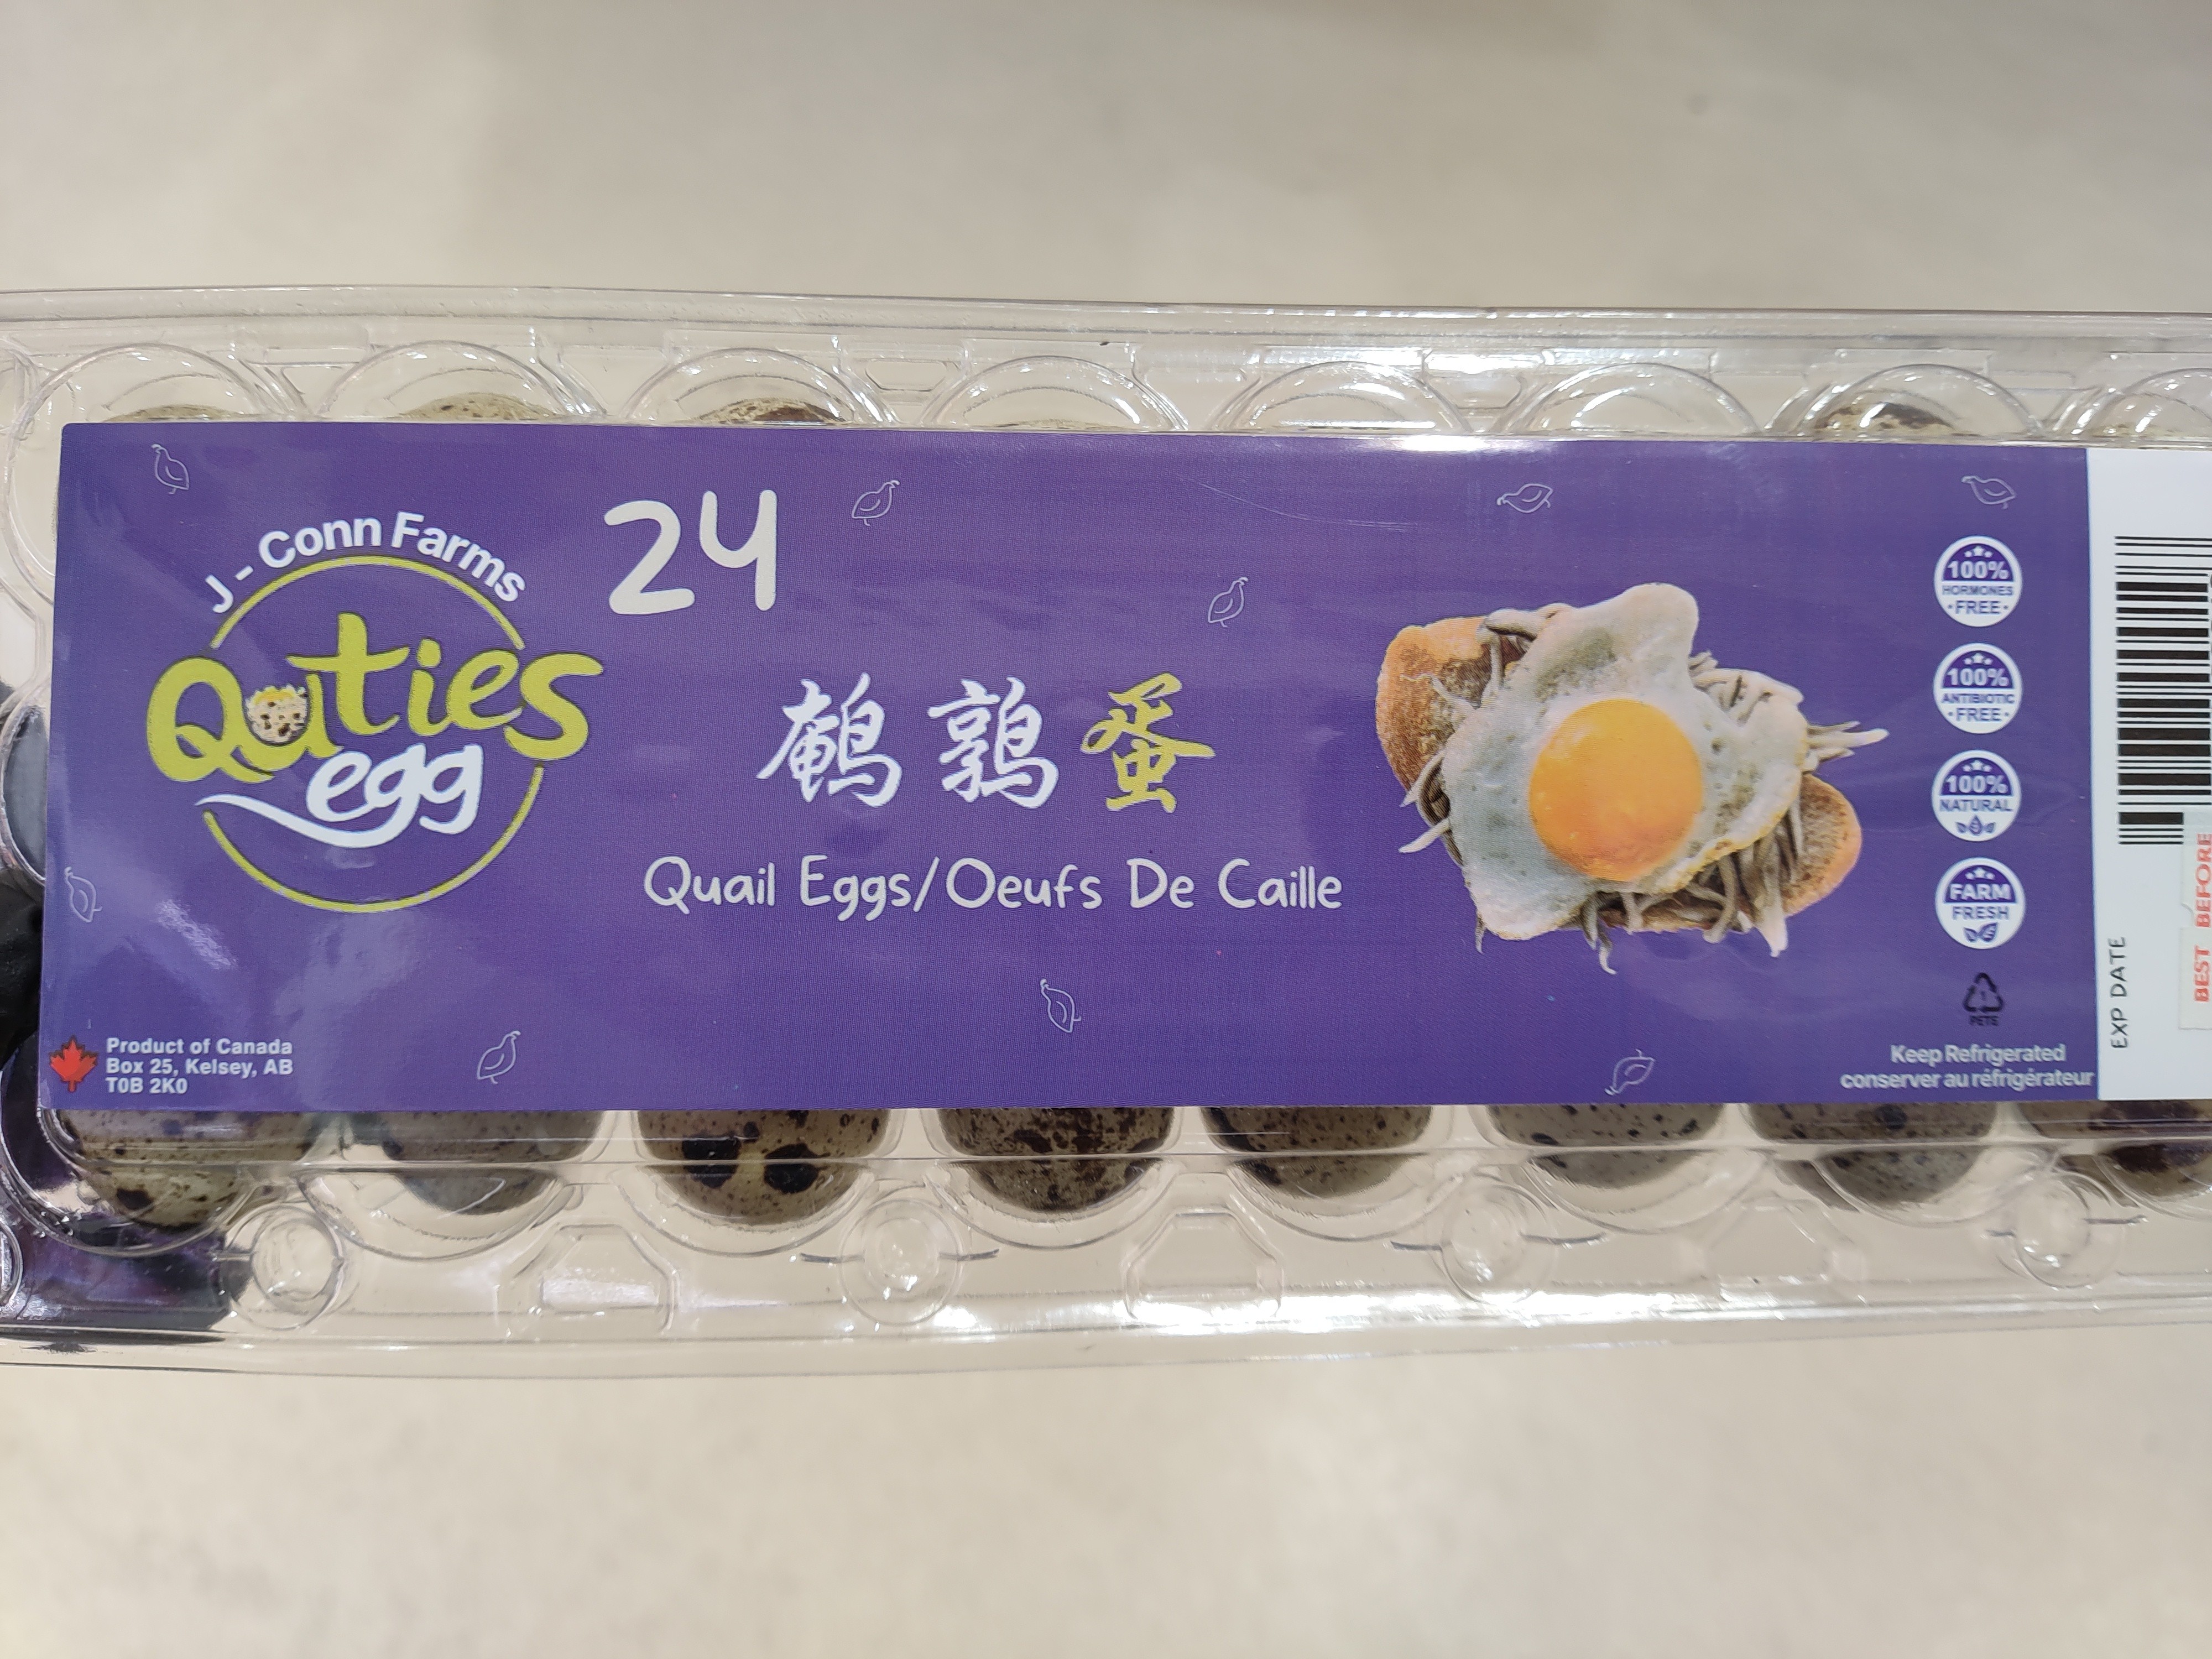 J - Conn Farms
Quties
egg
24
鵪鶉蛋
Quail Eggs/Oeufs De Caille
Product of Canada
Box 25, Kelsey, AB
T0B 2K0
100%
HORMONES
FREE
100%
ANTIBIOTIC
FREE
100%
NATURAL
FARM
FRESH
1
PETE
Keep Refrigerated
conserver au réfrigérateur
EXP DATE
BEST BEFORE